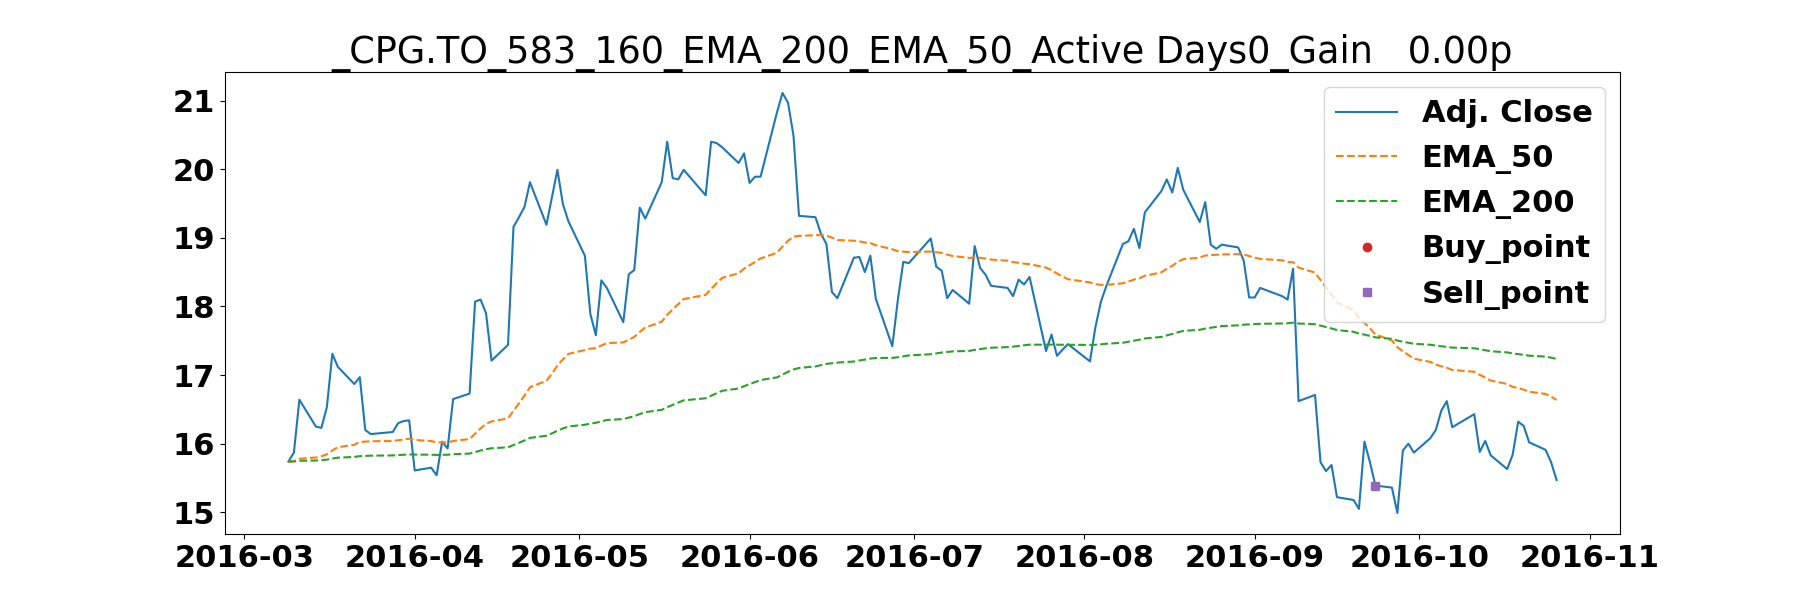 _CPG.TO_583_160_EMA_200_EMA_50_Active Days0_Gain   0.00p
21
20
19
18
17
16
15
Adj. Close
EMA_50
EMA_200
Buy_point
Sell_point
2016-03 2016-04 2016-05 2016-06 2016-07 2016-08 2016-09 2016-10 2016-11